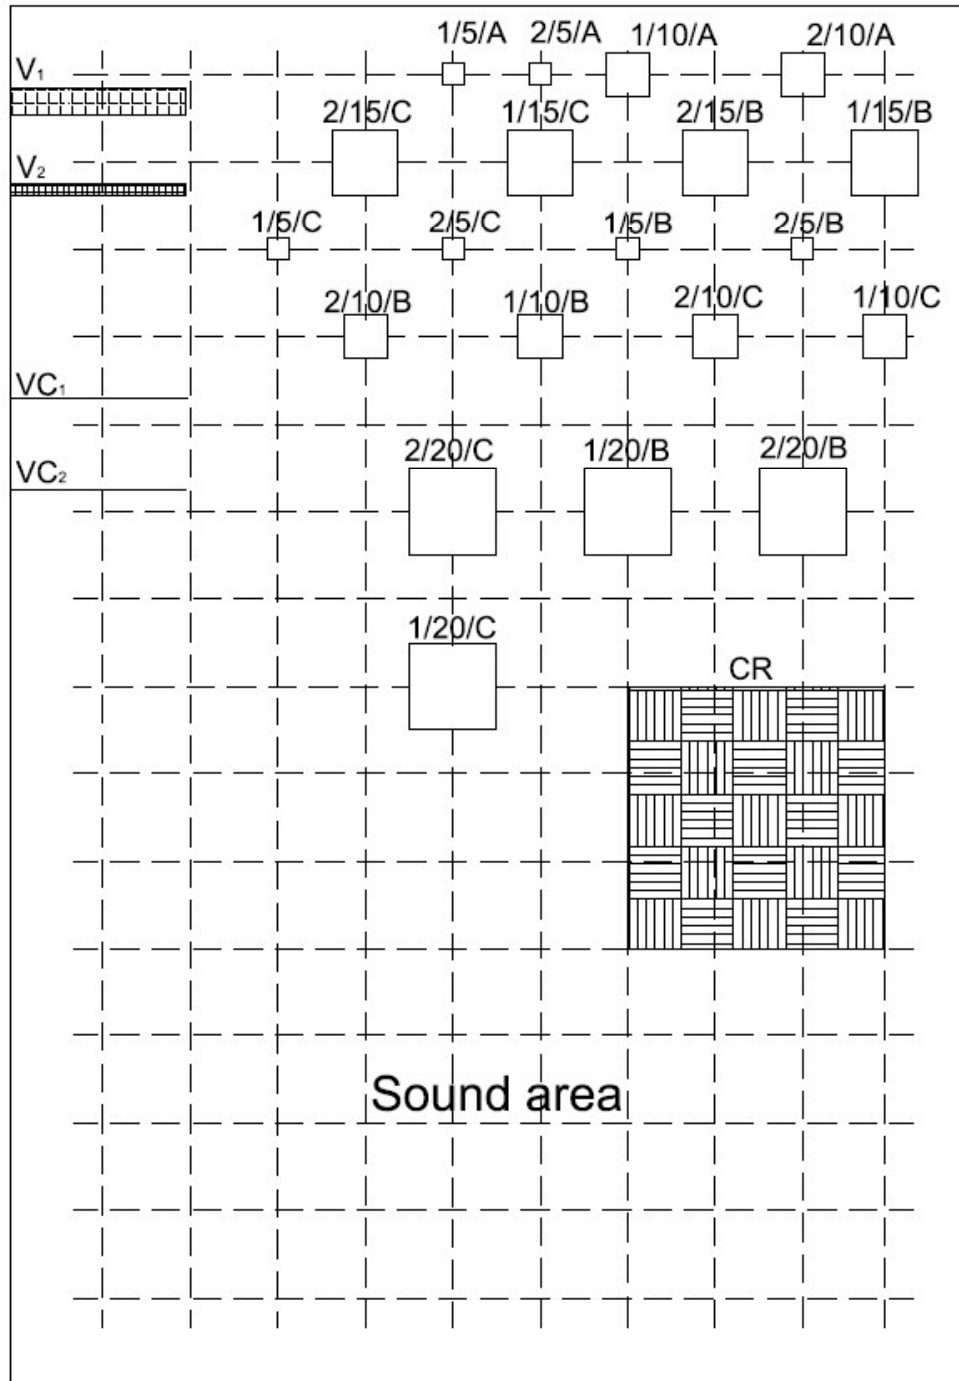 1/5/A 2/5/A 1/10/A 2/10/A
V₁
2/15/C 1/15/C 2/15/B 1/15/B
V₂
1/5/C 2/5/C 1/5/B 2/5/B
2/10/B 1/10/B 2/10/C 1/10/C
VC₁
2/20/C 1/20/B 2/20/B
VC₂
1/20/C
CR
Sound area